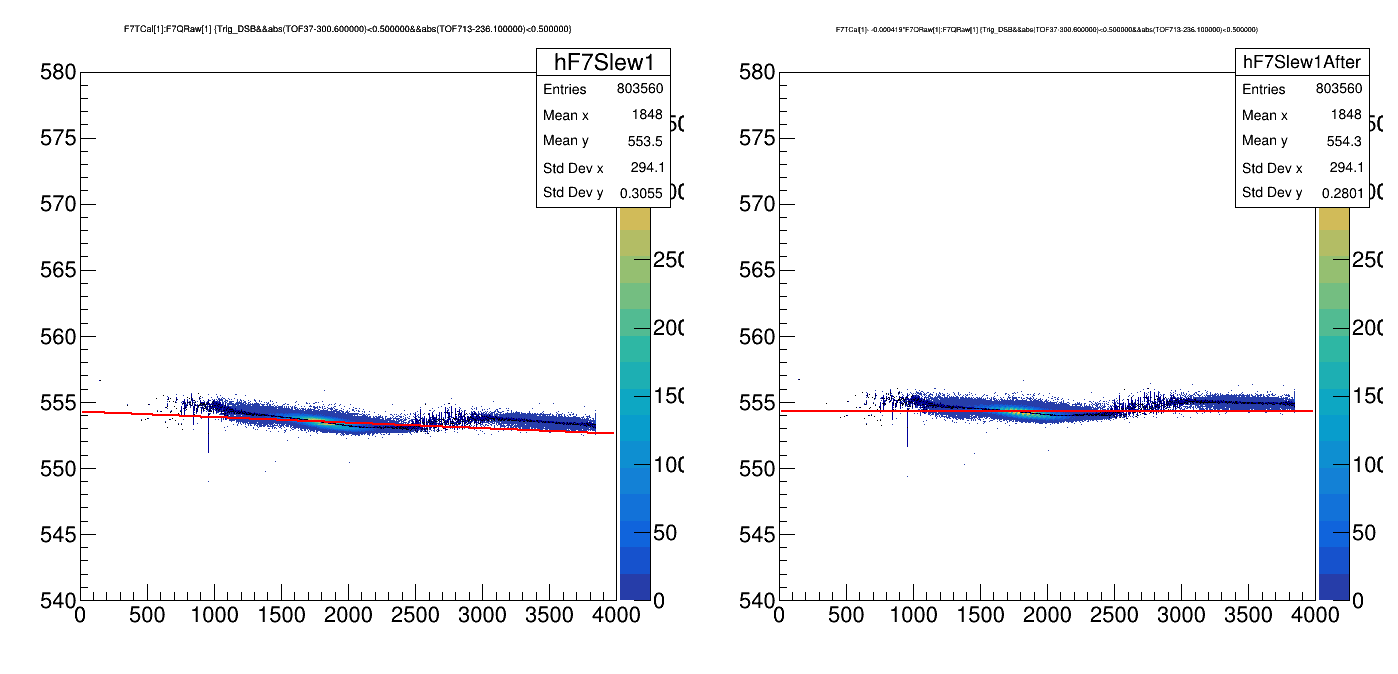 F7TCal[1]:F7QRaw[1] {Trig_DSB&&abs(TOF37-300.600000)<0.500000&&abs(TOF713-236.100000)<0.500000}
hF7Slew1
Entries 803560
Mean x 1848
Mean y 553.5
Std Dev x 294.1
Std Dev y 0.3055
580
575
570
565
560
555
550
545
540
0 500 1000 1500 2000 2500 3000 3500 4000
250
200
150
100
50
0
F7TCal[1]- -0.000419*F7QRaw[1]:F7QRaw[1] {Trig_DSB&&abs(TOF37-300.600000)<0.500000&&abs(TOF713-236.100000)<0.500000}
hF7Slew1After
Entries 803560
Mean x 1848
Mean y 554.3
Std Dev x 294.1
Std Dev y 0.2801
580
575
570
565
560
555
550
545
540
0 500 1000 1500 2000 2500 3000 3500 4000
250
200
150
100
50
0